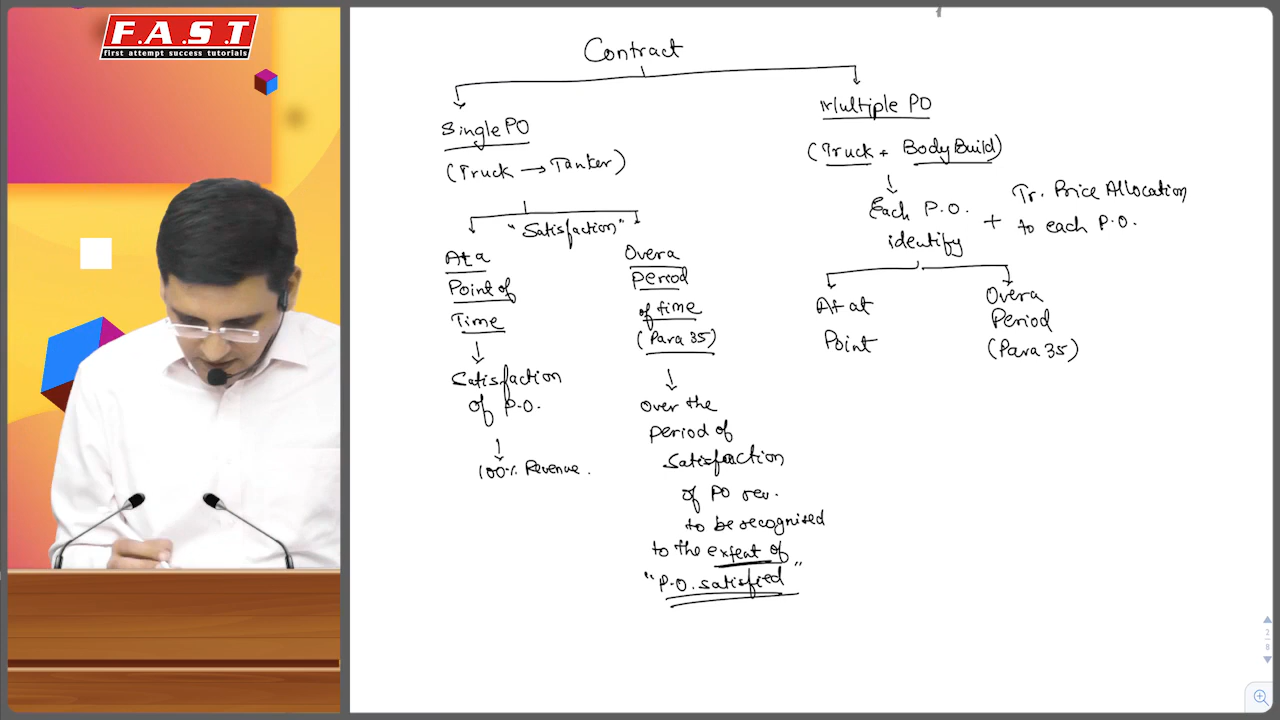 F.A.S.T
first attempt success tutorials
Contract
Single PO
(Truck → Tanker)
"Satisfaction"
At a
Point of
Time
Satisfaction
of P.O.
100% Revenue.
Over a
Period
of time
(Para 35)
Over the
period of
Satisfaction
of PO rev.
to be recognised
to the extent of
"P.O. satisfied"
Multiple PO
(Truck + Body Build)
Each P.O.
identify
+
Tr. Price Allocation
to each P.O.
At at
Point
Over a
Period
(Para 35)